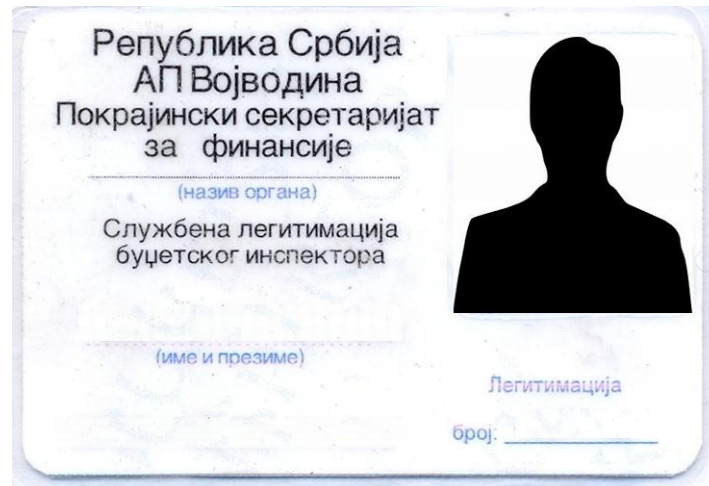 Република Србија
АП Војводина
Покрајински секретаријат
за финансије
(назив органа)
Службена легитимација
буџетског инспектора
(име и презиме)
Легитимација
број: